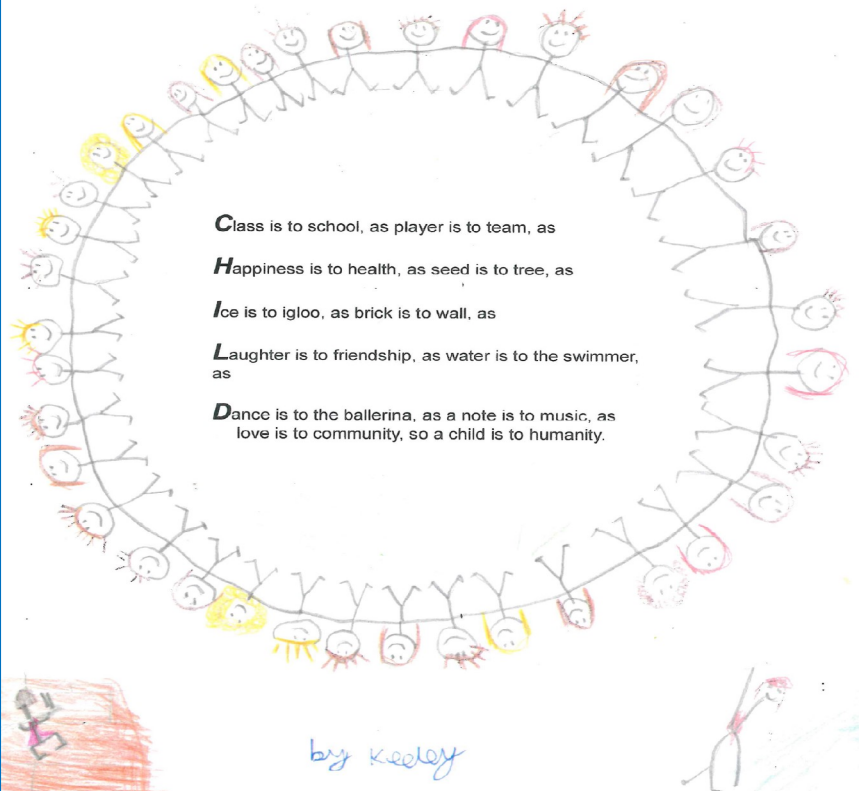 Class is to school, as player is to team, as
Happiness is to health, as seed is to tree, as
Ice is to igloo, as brick is to wall, as
Laughter is to friendship, as water is to the swimmer,
as
Dance is to the ballerina, as a note is to music, as
love is to community, so a child is to humanity.
by Keeley